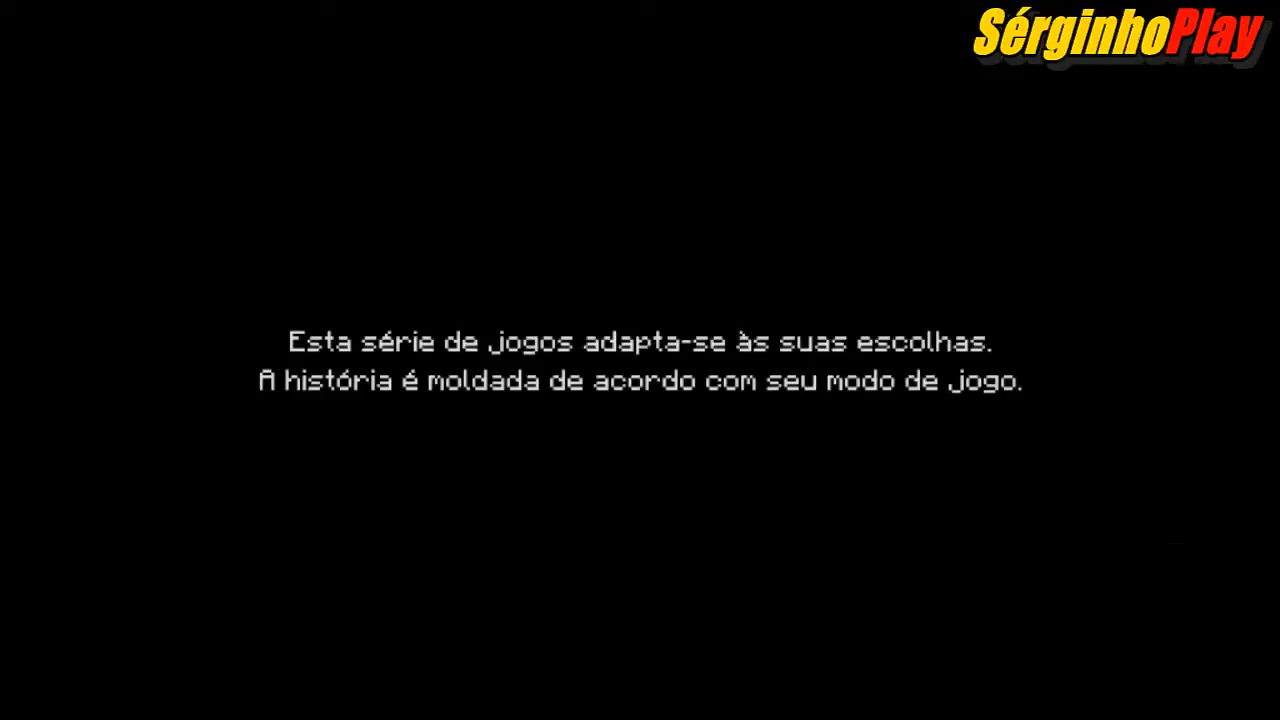 SérginhoPlay
Esta série de jogos adapta-se às suas escolhas.
A história é moldada de acordo com seu modo de jogo.